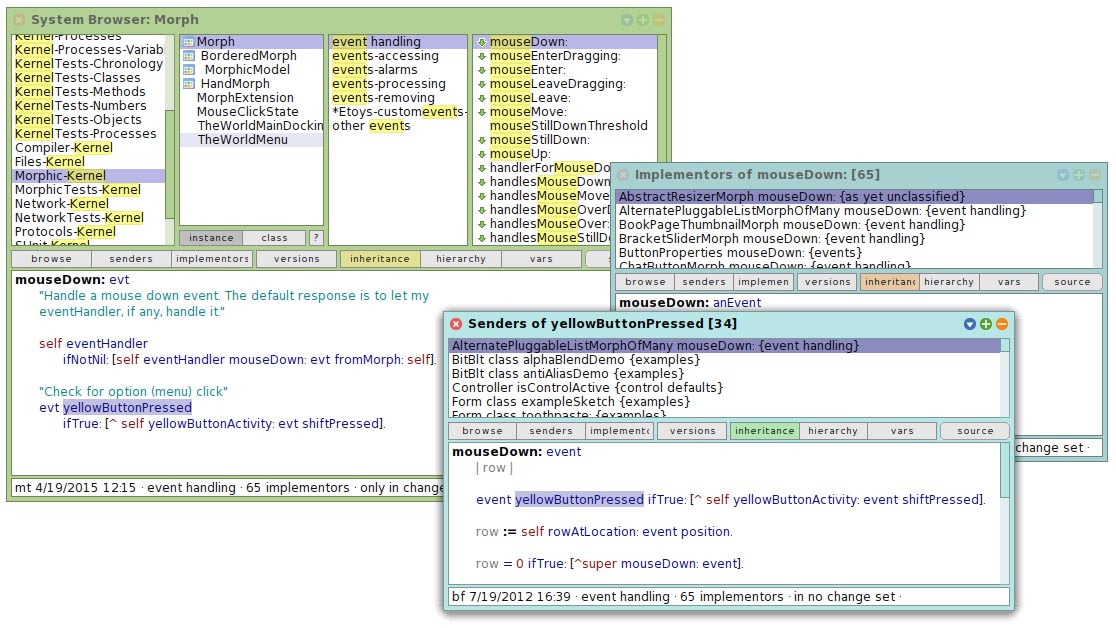 System Browser: Morph
Kernel-Processes
Kernel-Processes-Variabl
KernelTests-Chronology
KernelTests-Classes
KernelTests-Methods
KernelTests-Numbers
KernelTests-Objects
KernelTests-Processes
Compiler-Kernel
Files-Kernel
Morphic-Kernel
MorphicTests-Kernel
Network-Kernel
NetworkTests-Kernel
Protocols-Kernel
SUnit-Kernel
Morph
BorderedMorph
MorphicModel
HandMorph
MorphExtension
MouseClickState
TheWorldMainDockin
TheWorldMenu
instance class ?
event handling
events-accessing
events-alarms
events-processing
events-removing
*Etoys-customevents-
other events
mouseDown:
mouseEnterDragging:
mouseEnter:
mouseLeaveDragging:
mouseLeave:
mouseMove:
mouseStillDownThreshold
mouseStillDown:
mouseUp:
handlerForMouseDo
handlesMouseDown
handlesMouseMove
handlesMouseOverD
handlesMouseOver:
handlesMouseStillDo
browse senders implementors versions inheritance hierarchy vars s
mouseDown: evt
"Handle a mouse down event. The default response is to let my
eventHandler, if any, handle it."
self eventHandler
ifNotNil: [self eventHandler mouseDown: evt fromMorph: self].
"Check for option (menu) click"
evt yellowButtonPressed
ifTrue: [^ self yellowButtonActivity: evt shiftPressed].
mt 4/19/2015 12:15 · event handling · 65 implementors · only in change
Implementors of mouseDown: [65]
AbstractResizerMorph mouseDown: {as yet unclassified}
AlternatePluggableListMorphOfMany mouseDown: {event handling}
BookPageThumbnailMorph mouseDown: {event handling}
BracketSliderMorph mouseDown: {event handling}
ButtonProperties mouseDown: {events}
ChatButtonMorph mouseDown: {event handling}
browse senders implemen versions inheritanc hierarchy vars source
mouseDown: anEvent
change set ·
Senders of yellowButtonPressed [34]
AlternatePluggableListMorphOfMany mouseDown: {event handling}
BitBlt class alphaBlendDemo {examples}
BitBlt class antiAliasDemo {examples}
Controller isControlActive {control defaults}
Form class exampleSketch {examples}
Form class toothpaste: {examples}
browse senders implemento versions inheritance hierarchy vars source
mouseDown: event
| row |
event yellowButtonPressed ifTrue: [^ self yellowButtonActivity: event shiftPressed].
row := self rowAtLocation: event position.
row = 0 ifTrue: [^super mouseDown: event].
bf 7/19/2012 16:39 · event handling · 65 implementors · in no change set ·